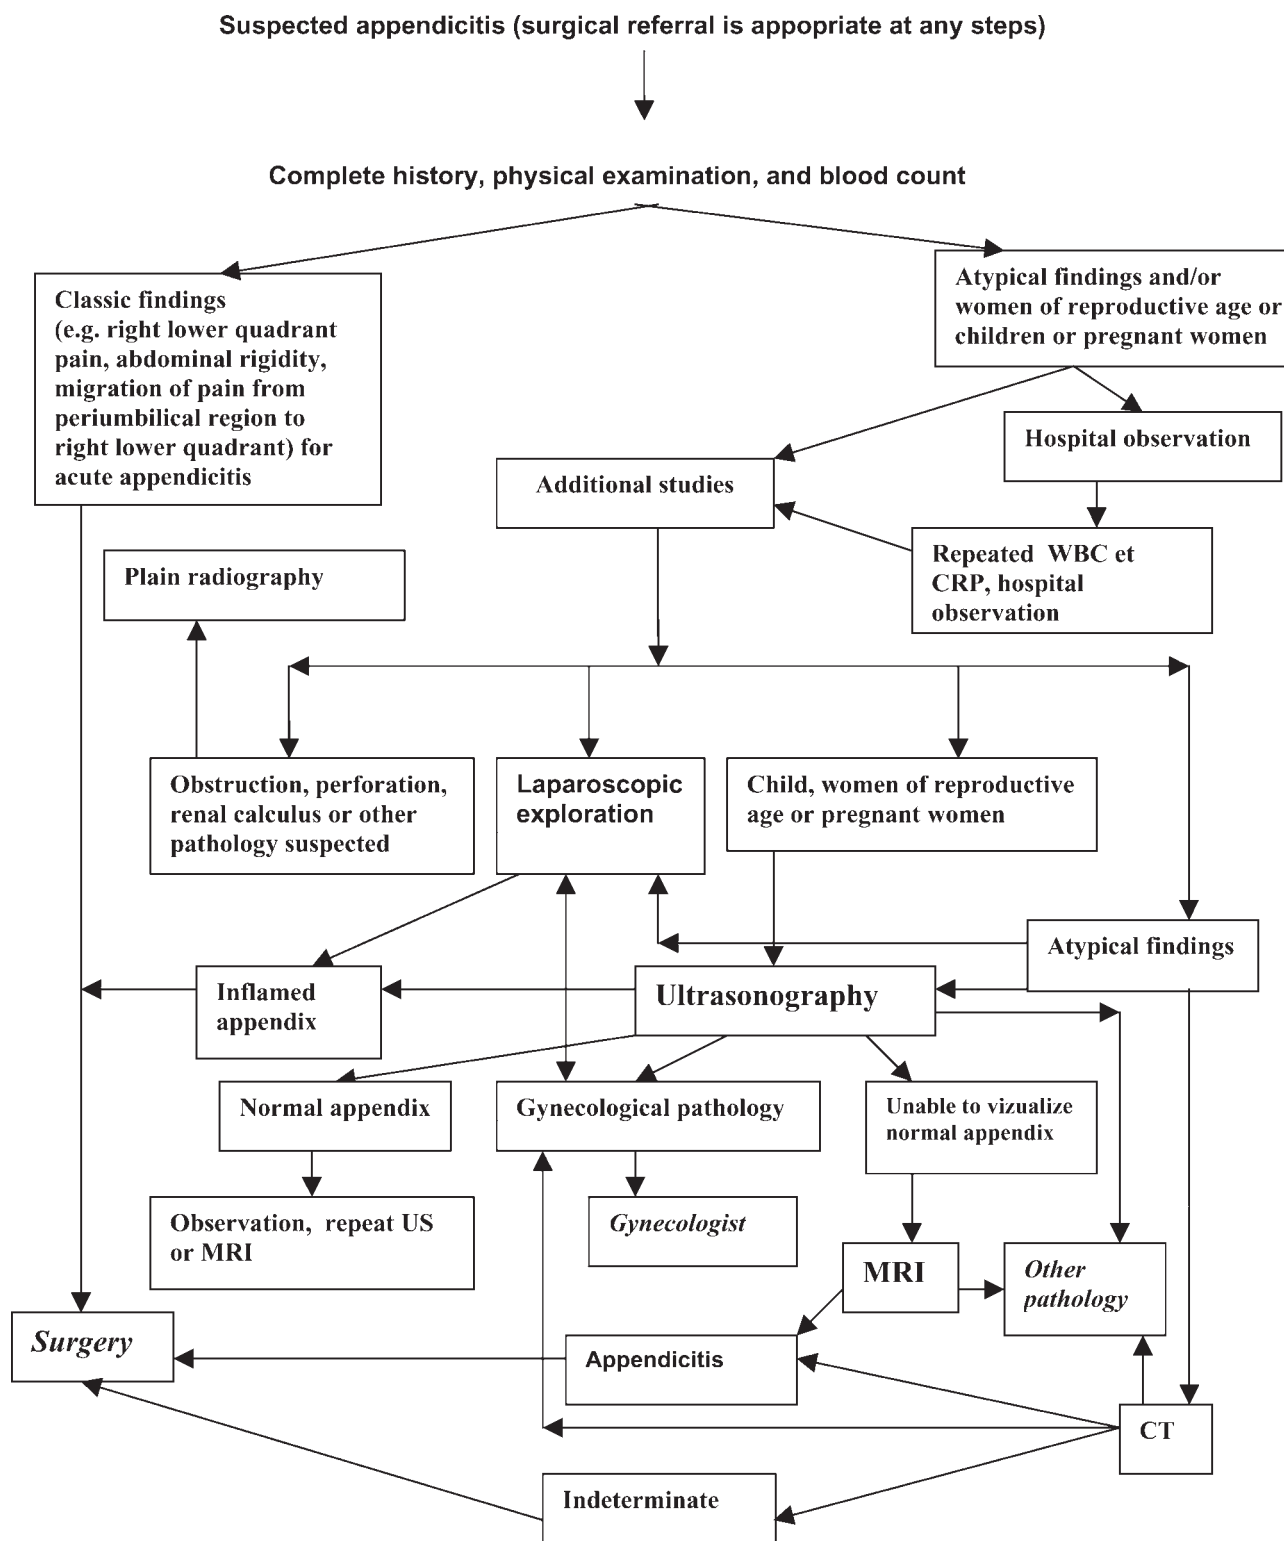 Suspected appendicitis (surgical referral is appopriate at any steps)
Complete history, physical examination, and blood count
Classic findings
(e.g. right lower quadrant
pain, abdominal rigidity,
migration of pain from
periumbilical region to
right lower quadrant) for
acute appendicitis
Atypical findings and/or
women of reproductive age or
children or pregnant women
Hospital observation
Additional studies
Repeated WBC et
CRP, hospital
observation
Plain radiography
Obstruction, perforation,
renal calculus or other
pathology suspected
Laparoscopic
exploration
Child, women of reproductive
age or pregnant women
Atypical findings
Inflamed
appendix
Ultrasonography
Normal appendix
Gynecological pathology
Unable to vizualize
normal appendix
Observation, repeat US
or MRI
Gynecologist
MRI
Other
pathology
Surgery
Appendicitis
CT
Indeterminate